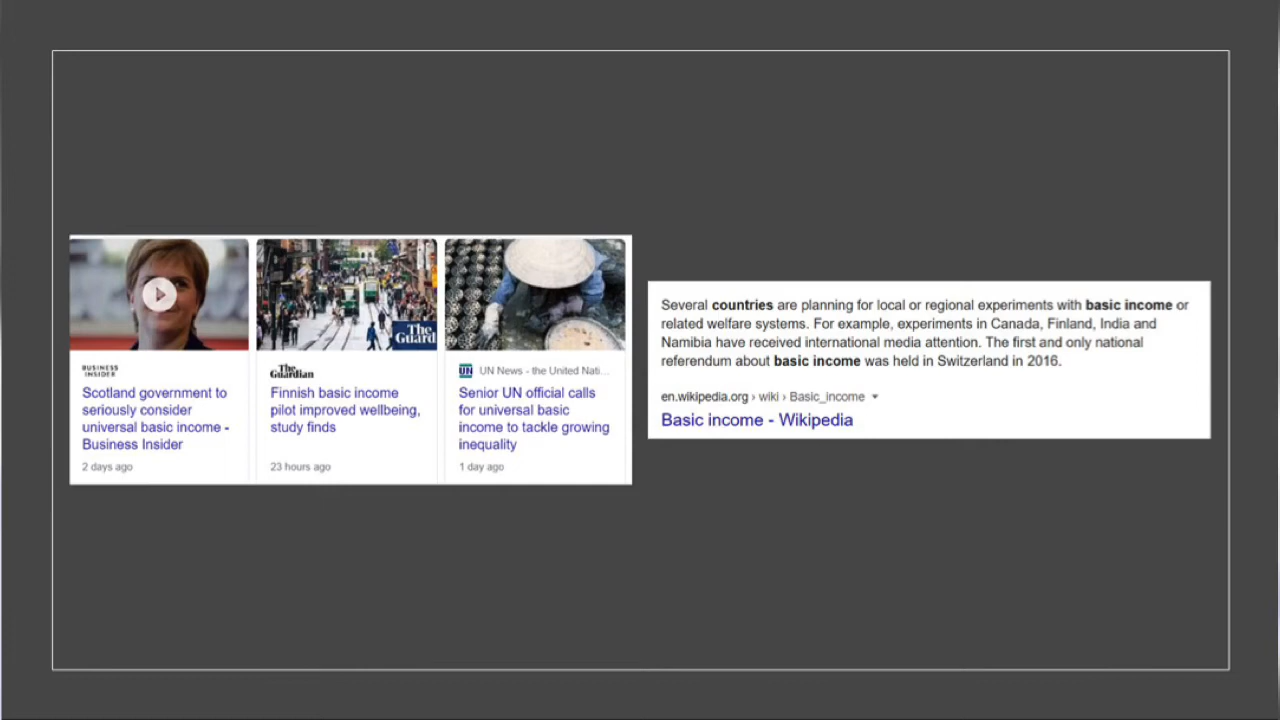 The
Guard
BUSINESS
INSIDER
Scotland government to
seriously consider
universal basic income -
Business Insider
2 days ago
The
Guardian
Finnish basic income
pilot improved wellbeing,
study finds
23 hours ago
UN
UN News - the United Nati...
Senior UN official calls
for universal basic
income to tackle growing
inequality
1 day ago
Several countries are planning for local or regional experiments with basic income or
related welfare systems. For example, experiments in Canada, Finland, India and
Namibia have received international media attention. The first and only national
referendum about basic income was held in Switzerland in 2016.
en.wikipedia.org › wiki › Basic_income
Basic income - Wikipedia